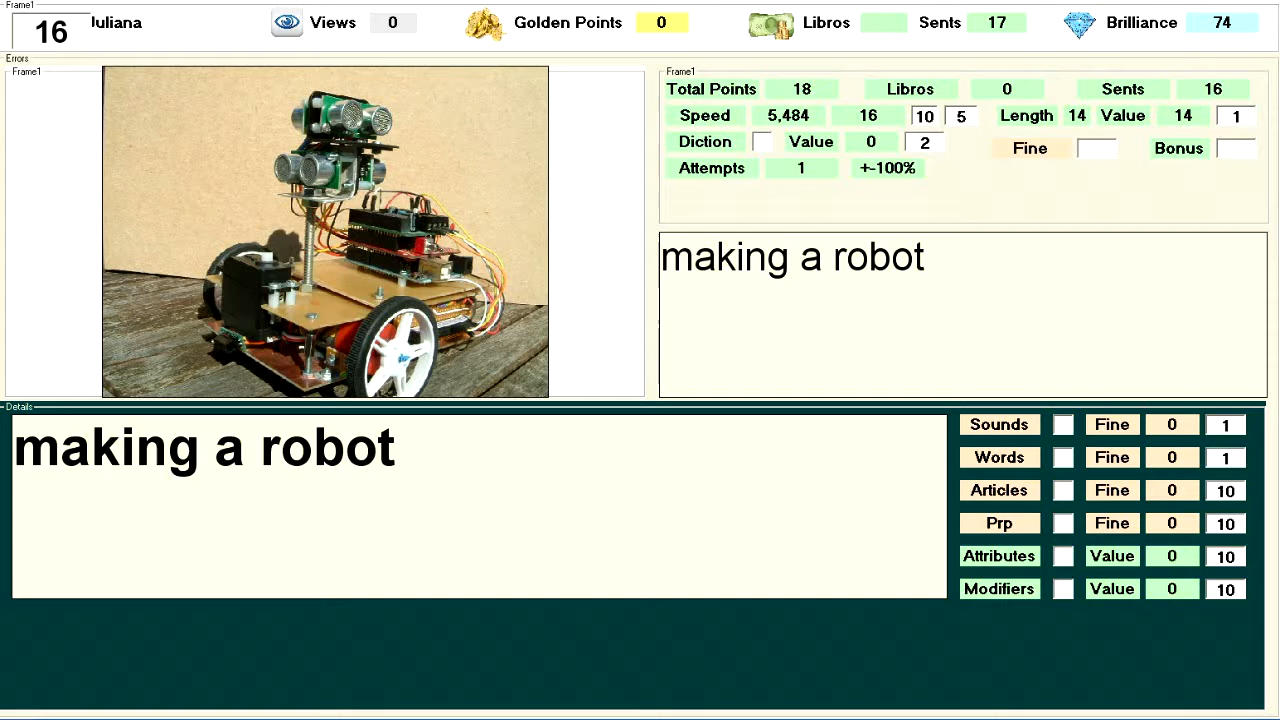 Frame1
16 Iuliana Views 0 Golden Points 0 Libros Sents 17 Brilliance 74
Errors
Frame1
Frame1
Total Points 18 Libros 0 Sents 16
Speed 5,484 16 10 5 Length 14 Value 14 1
Diction Value 0 2 Fine Bonus
Attempts 1 +-100%
making a robot
Details
making a robot
Sounds Fine 0 1
Words Fine 0 1
Articles Fine 0 10
Prp Fine 0 10
Attributes Value 0 10
Modifiers Value 0 10